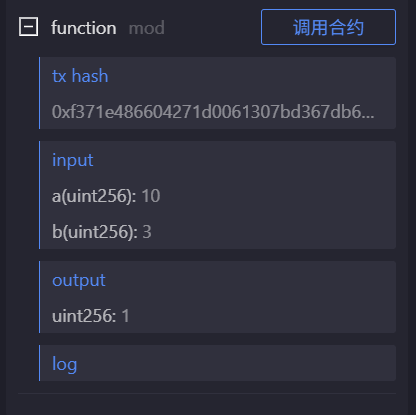 function mod 调用合约
tx hash
0xf371e486604271d0061307bd367db6...
input
a(uint256): 10
b(uint256): 3
output
uint256: 1
log